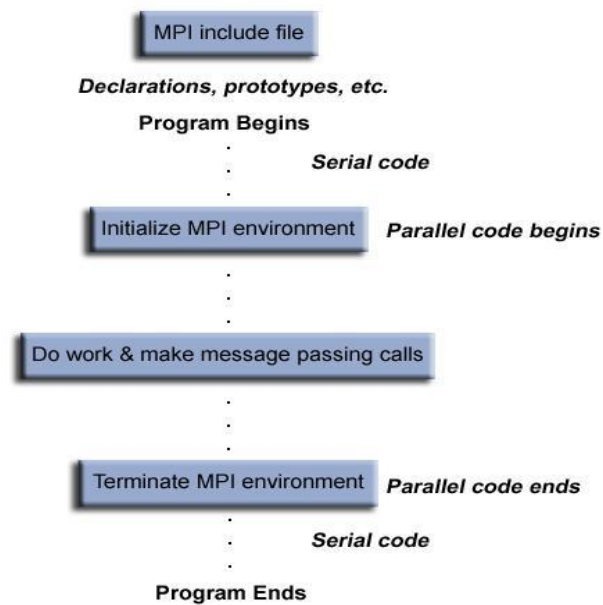 MPI include file
Declarations, prototypes, etc.
Program Begins
Serial code
Initialize MPI environment
Parallel code begins
Do work & make message passing calls
Terminate MPI environment
Parallel code ends
Serial code
Program Ends